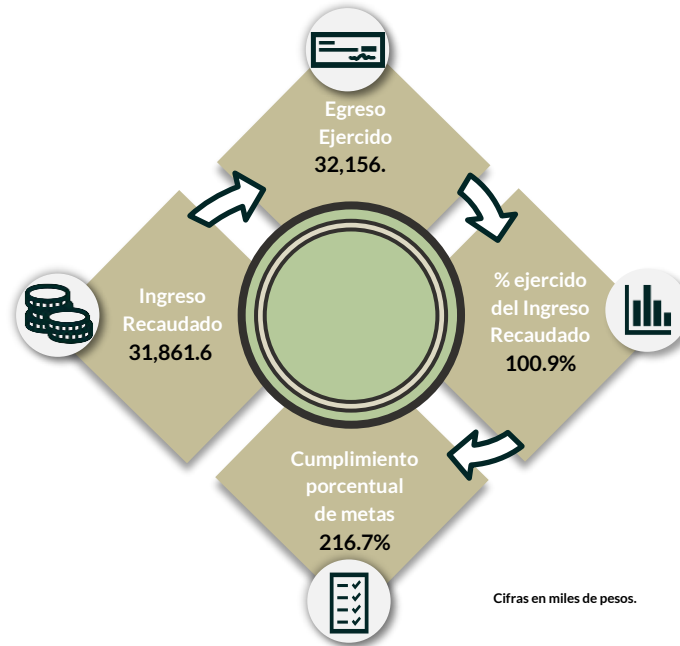 Egreso
Ejercido
32,156.
Ingreso
Recaudado
31,861.6
% ejercido
del Ingreso
Recaudado
100.9%
Cumplimiento
porcentual
de metas
216.7%
Cifras en miles de pesos.